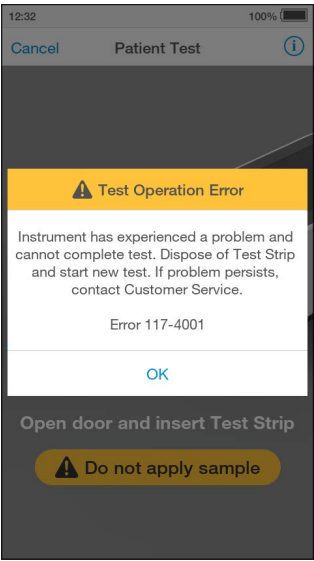 12:32 100%
Cancel Patient Test i
Test Operation Error
Instrument has experienced a problem and
cannot complete test. Dispose of Test Strip
and start new test. If problem persists,
contact Customer Service.
Error 117-4001
OK
Open door and insert Test Strip
Do not apply sample